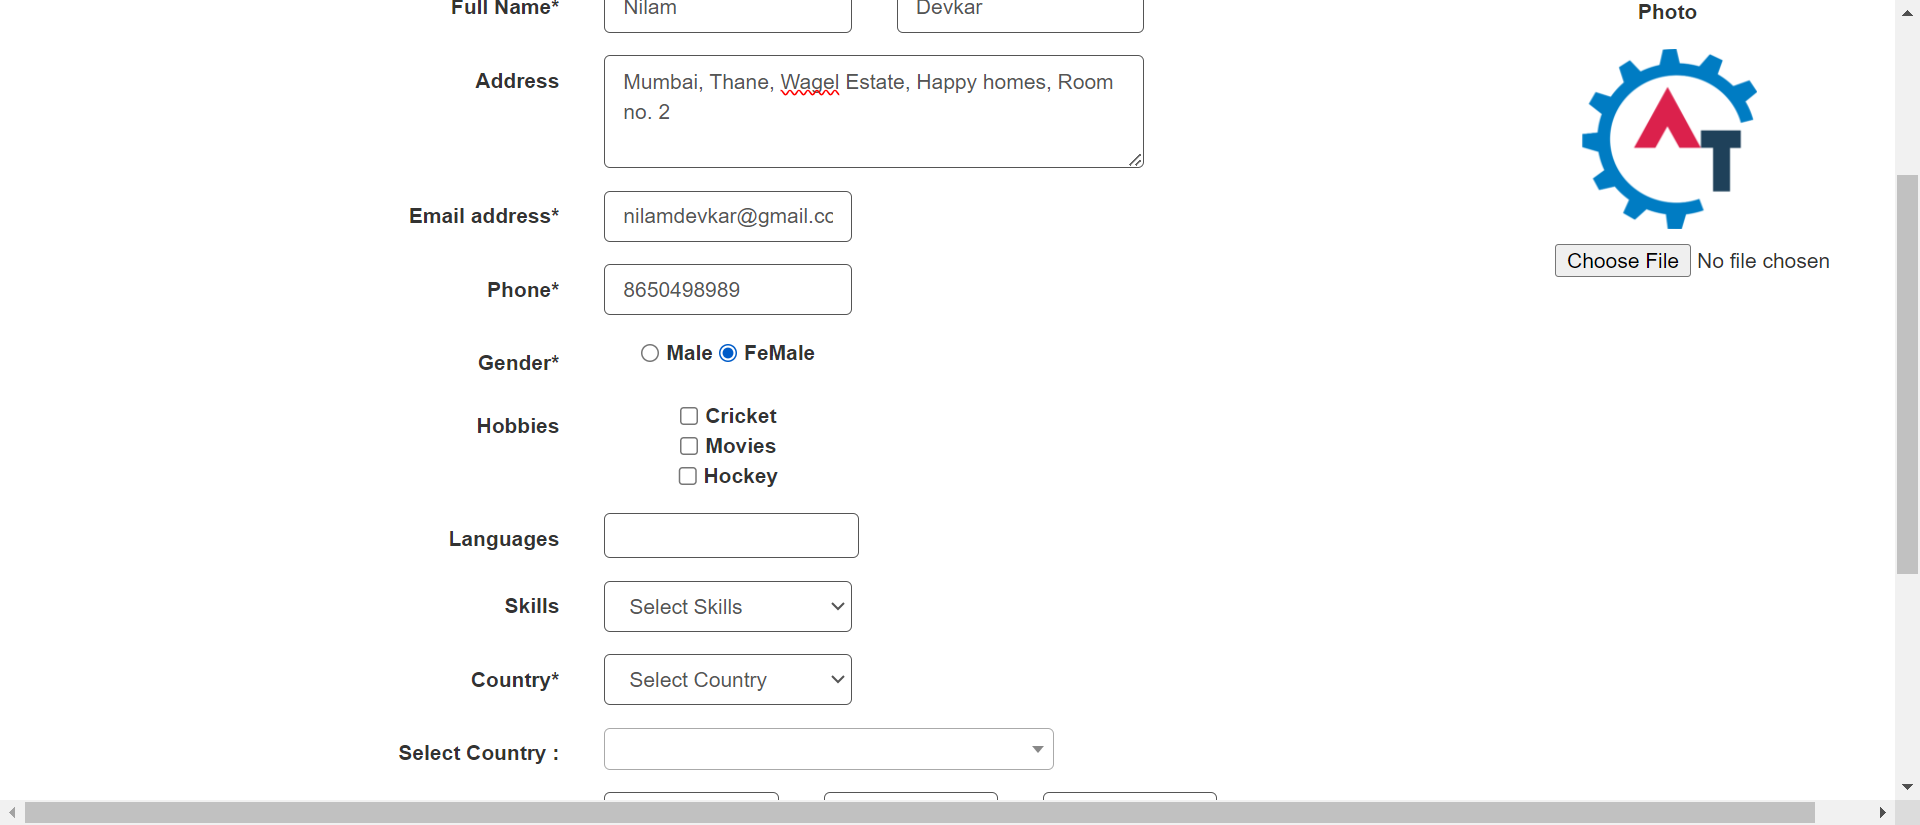 Full Name* Nilam Devkar
Photo
Address Mumbai, Thane, Wagel Estate, Happy homes, Room
no. 2
AT
Email address* nilamdevkar@gmail.cc
Choose File No file chosen
Phone* 8650498989
Gender* Male FeMale
Hobbies Cricket
Movies
Hockey
Languages
Skills Select Skills
Country* Select Country
Select Country :